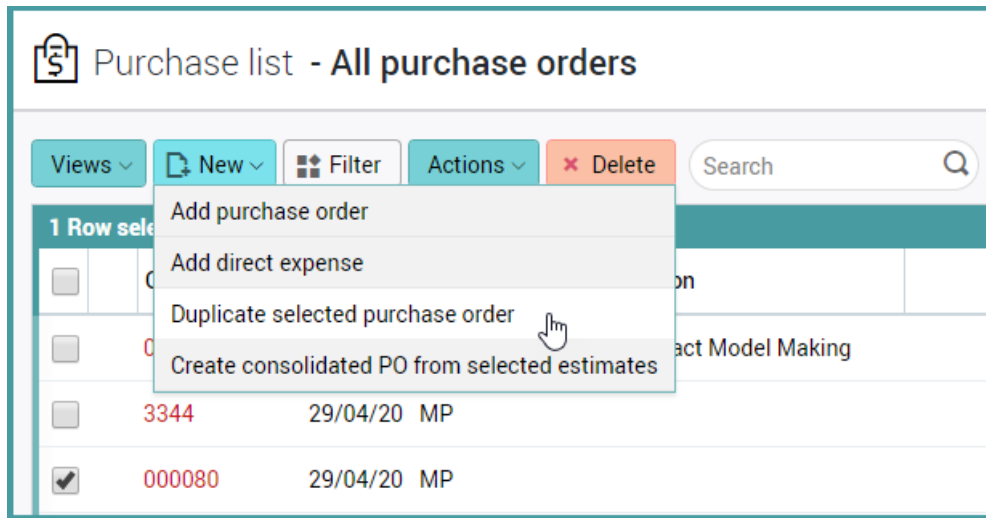 Purchase list - All purchase orders
Views New Filter Actions Delete Search
Add purchase order
1 Row
Add direct expense
Duplicate selected purchase order
act Model Making
Create consolidated PO from selected estimates
3344 29/04/20 MP
000080 29/04/20 MP